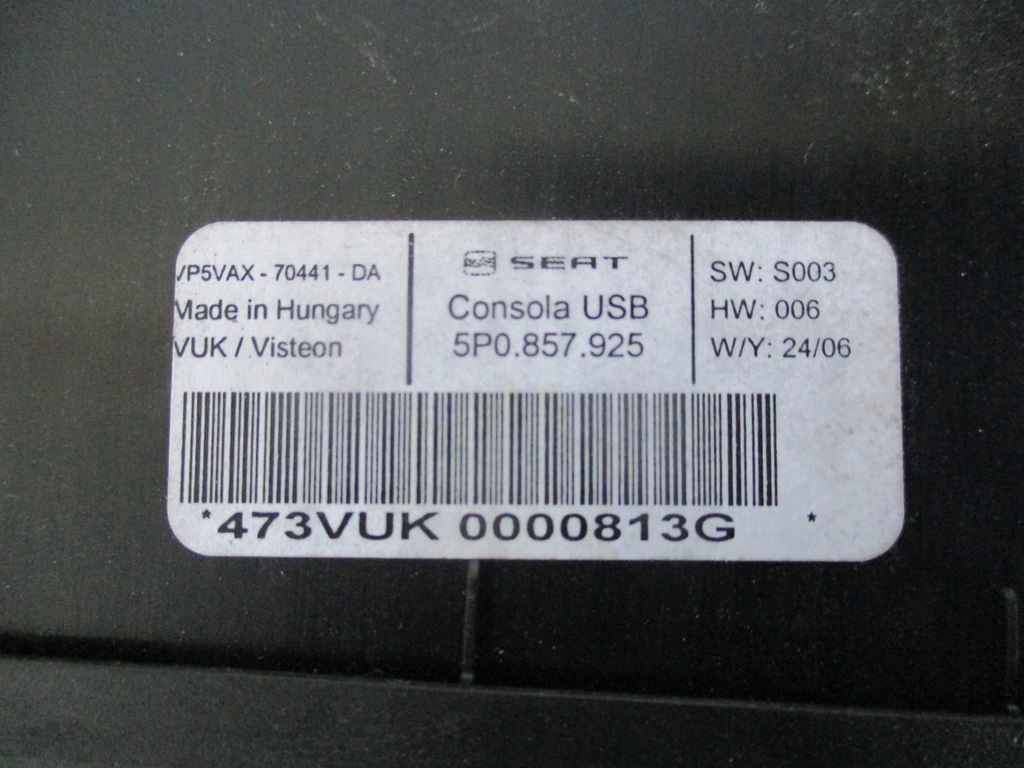 VP5VAX - 70441 - DA
Made in Hungary
VUK / Visteon
SEAT
Consola USB
5P0.857.925
SW: S003
HW: 006
W/Y: 24/06
*473VUK 0000813G *